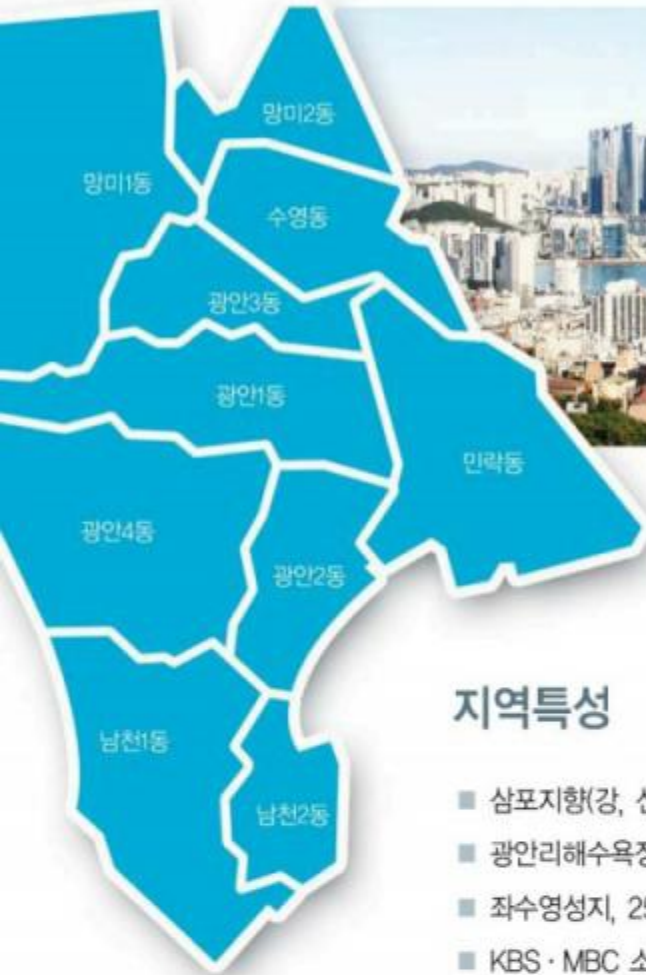 망미2동
망미1동
수영동
광안3동
광안1동
민락동
광안4동
광안2동
남천1동
남천2동
지역특성
삼포지향(강,
광안리해수욕장
좌수영성지, 25
KBS · MBC 소